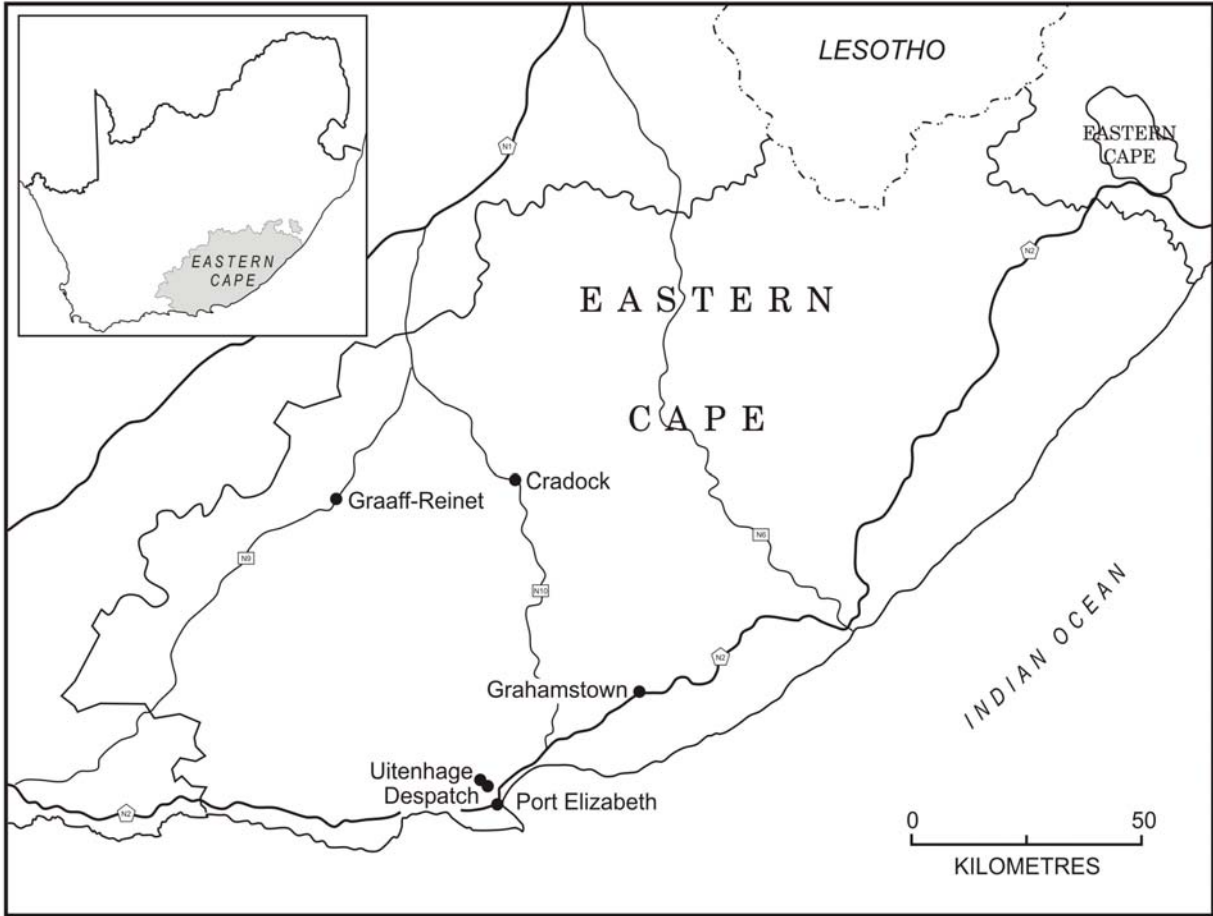 LESOTHO
EASTERN
CAPE
N1
EASTERN
CAPE
N2
EASTERN
CAPE
Cradock
Graaff-Reinet
N9
N6
N10
INDIAN OCEAN
N2
Grahamstown
Uitenhage
Despatch
Port Elizabeth
N2
0 50
KILOMETRES